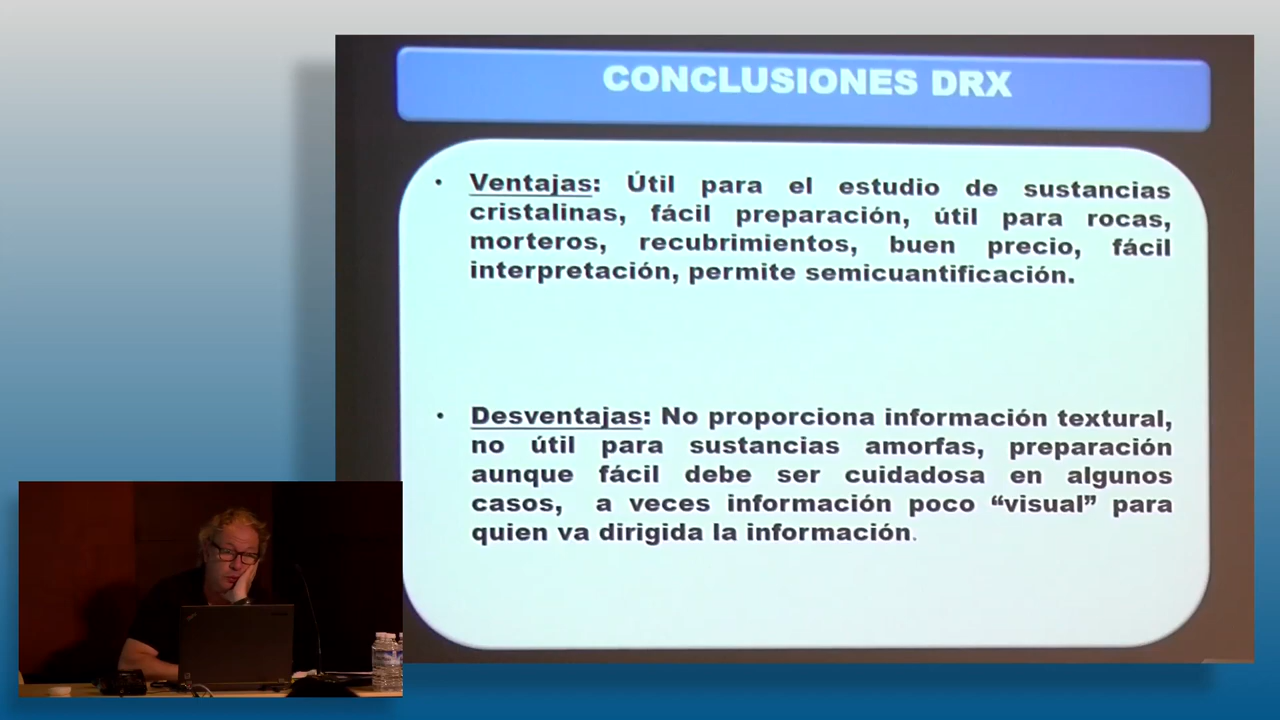 CONCLUSIONES DRX
• Ventajas: Útil para el estudio de sustancias
cristalinas, fácil preparación, útil para rocas,
morteros, recubrimientos, buen precio, fácil
interpretación, permite semicuantificación.
• Desventajas: No proporciona información textural,
no útil para sustancias amorfas, preparación
aunque fácil debe ser cuidadosa en algunos
casos, a veces información poco “visual” para
quien va dirigida la información.